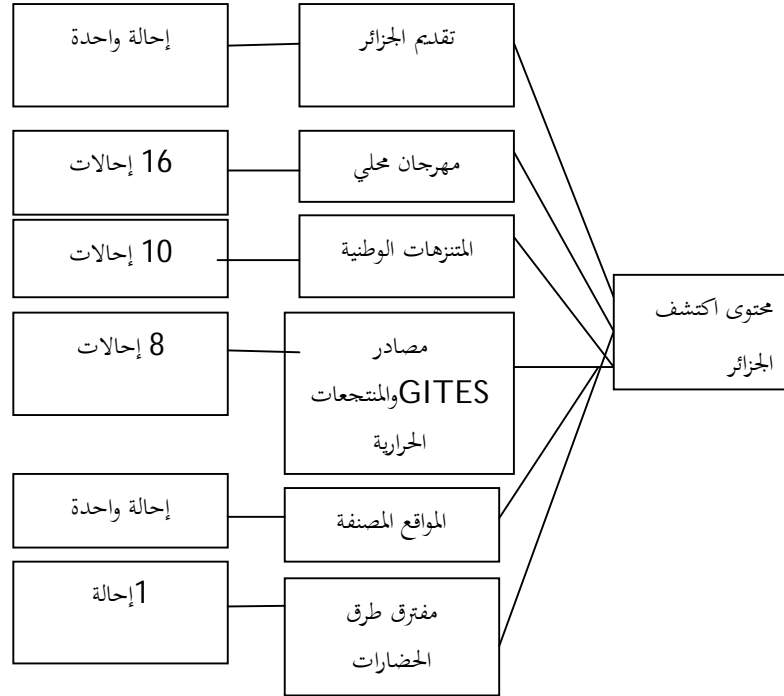 تقديم الجزائر
إحالة واحدة
مهرجان محلي
16 إحالات
المتنزهات الوطنية
10 إحالات
محتوى اكتشف
الجزائر
مصادر
GITESوالمنتجعات
الحرارية
8 إحالات
المواقع المصنفة
إحالة واحدة
مفترق طرق
الحضارات
1إحالة